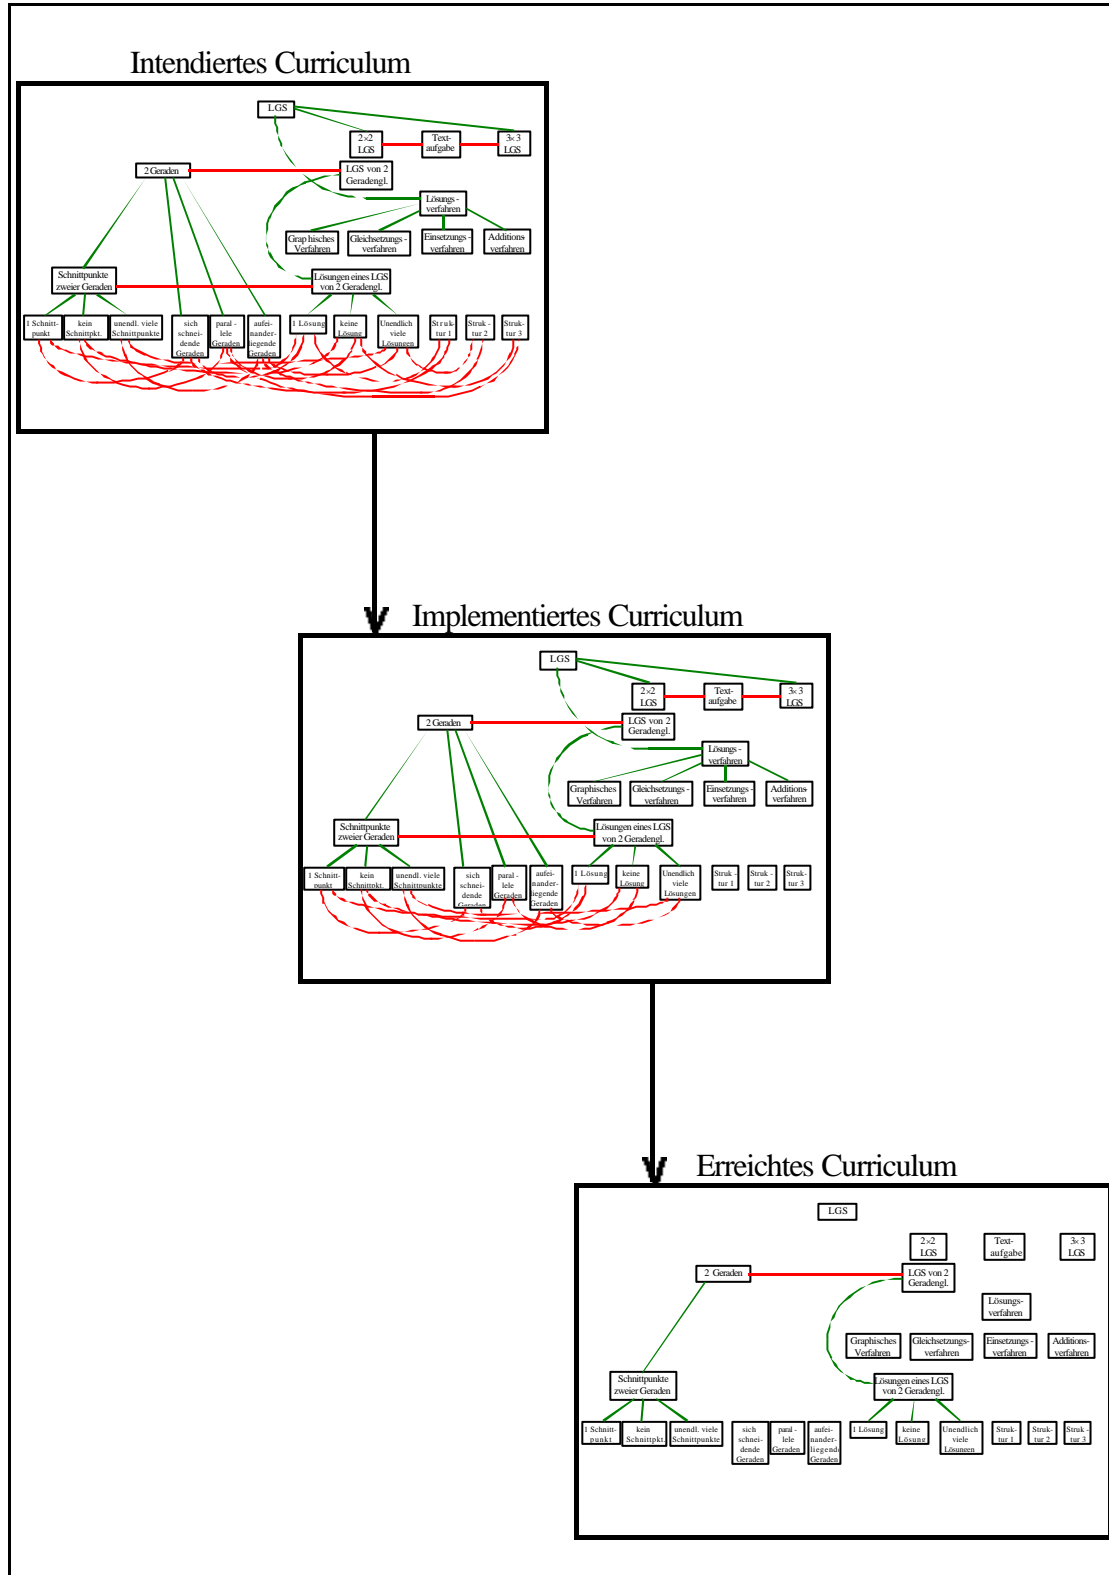 Intendiertes Curriculum
LGS
2×2
LGS
Text-
aufgabe
3×3
LGS
2 Geraden
LGS von 2
Geradengl.
Lösungs -
verfahren
Graphisches
Verfahren
Gleichsetzungs -
verfahren
Einsetzungs -
verfahren
Additions-
verfahren
Schnittpunkte
zweier Geraden
Lösungen eines LGS
von 2 Geradengl.
1 Schnitt-
punkt
kein
Schnittpkt.
unendl. viele
Schnittpunkte
sich
schnei-
dende
Geraden
paral -
lele
Geraden
aufei-
nander-
liegende
Geraden
1 Lösung
keine
Lösung
Unendlich
viele
Lösungen
Struk -
tur 1
Struk -
tur 2
Struk-
tur 3
Implementiertes Curriculum
LGS
2×2
LGS
Text-
aufgabe
3×3
LGS
2 Geraden
LGS von 2
Geradengl.
Lösungs -
verfahren
Graphisches
Verfahren
Gleichsetzungs -
verfahren
Einsetzungs -
verfahren
Additions-
verfahren
Schnittpunkte
zweier Geraden
Lösungen eines LGS
von 2 Geradengl.
1 Schnitt-
punkt
kein
Schnittpkt.
unendl. viele
Schnittpunkte
sich
schnei-
dende
Geraden
paral -
lele
Geraden
aufei-
nander-
liegende
Geraden
1 Lösung
keine
Lösung
Unendlich
viele
Lösungen
Struk -
tur 1
Struk -
tur 2
Struk -
tur 3
Erreichtes Curriculum
LGS
2×2
LGS
Text-
aufgabe
3×3
LGS
2 Geraden
LGS von 2
Geradengl.
Lösungs-
verfahren
Graphisches
Verfahren
Gleichsetzungs-
verfahren
Einsetzungs -
verfahren
Additions-
verfahren
Schnittpunkte
zweier Geraden
Lösungen eines LGS
von 2 Geradengl.
1 Schnitt-
punkt
kein
Schnittpkt.
unendl. viele
Schnittpunkte
sich
schnei-
dende
Geraden
paral -
lele
Geraden
aufei-
nander-
liegende
Geraden
1 Lösung
keine
Lösung
Unendlich
viele
Lösungen
Struk -
tur 1
Struk -
tur 2
Struk -
tur 3